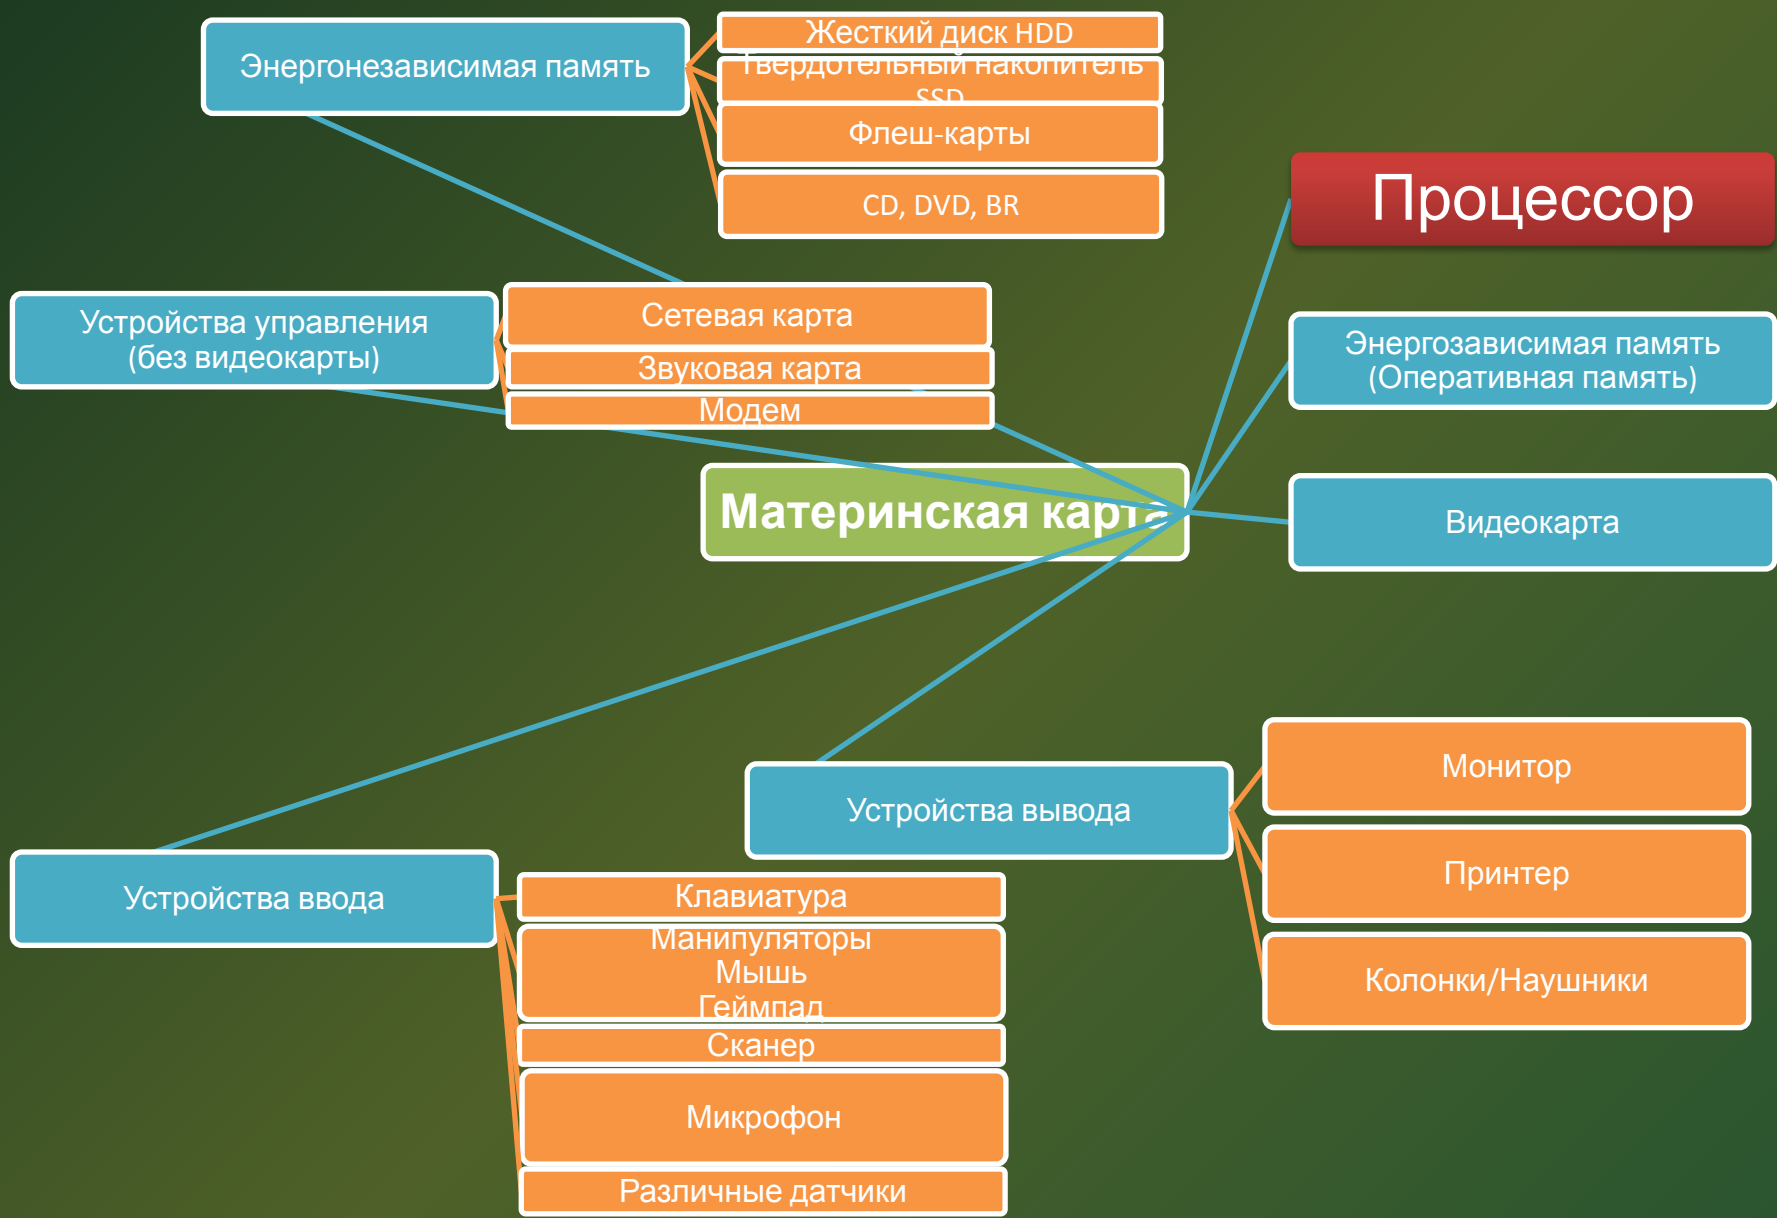 Энергонезависимая память
Жесткий диск HDD
Твердотельный накопитель
SSD
Флеш-карты
CD, DVD, BR
Процессор
Устройства управления
(без видеокарты)
Сетевая карта
Звуковая карта
Модем
Энергозависимая память
(Оперативная память)
Материнская карта
Видеокарта
Устройства вывода
Монитор
Принтер
Колонки/Наушники
Устройства ввода
Клавиатура
Манипуляторы
Мышь
Геймпад
Сканер
Микрофон
Различные датчики